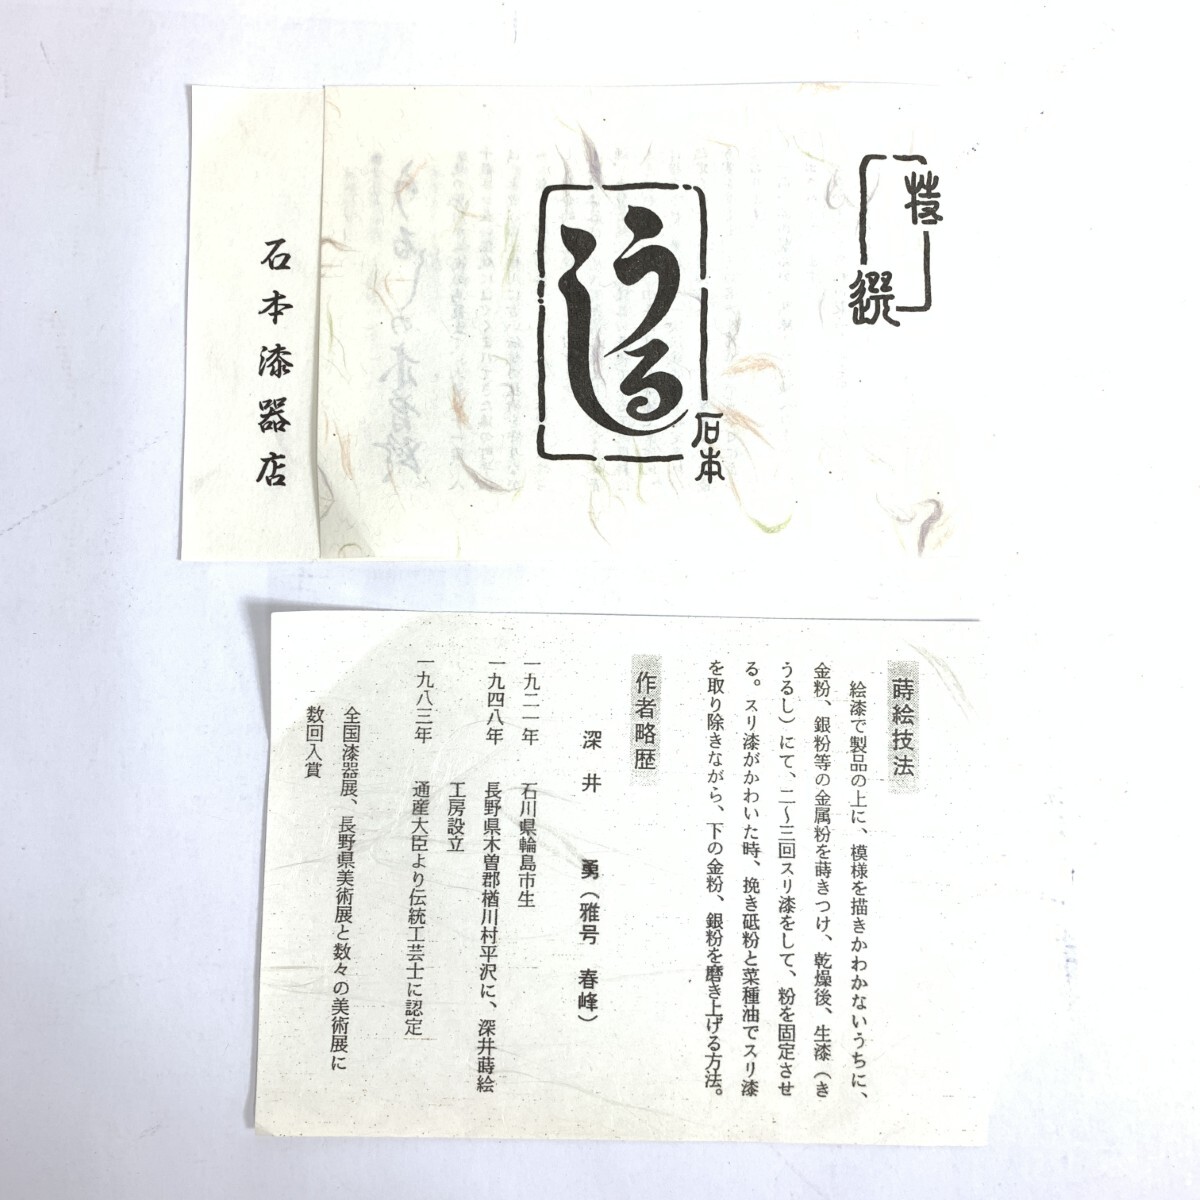 特選
うるし
石本
石本漆器店
蒔絵技法
絵漆で製品の上に、模様を描きかわかないうちに、
金粉、銀粉等の金属粉を蒔きつけ、乾燥後、生漆（き
うるし）にて、二〜三回スリ漆をして、粉を固定させ
る。スリ漆がかわいた時、挽き砥粉と菜種油でスリ漆
を取り除きながら、下の金粉、銀粉を磨き上げる方法。
作者略歴
深井　勇（雅号　春峰）
一九二一年　石川県輪島市生
一九四八年　長野県木曽郡楢川村平沢に、深井蒔絵
工房設立
一九八三年　通産大臣より伝統工芸士に認定
全国漆器展、長野県美術展と数々の美術展に
数回入賞